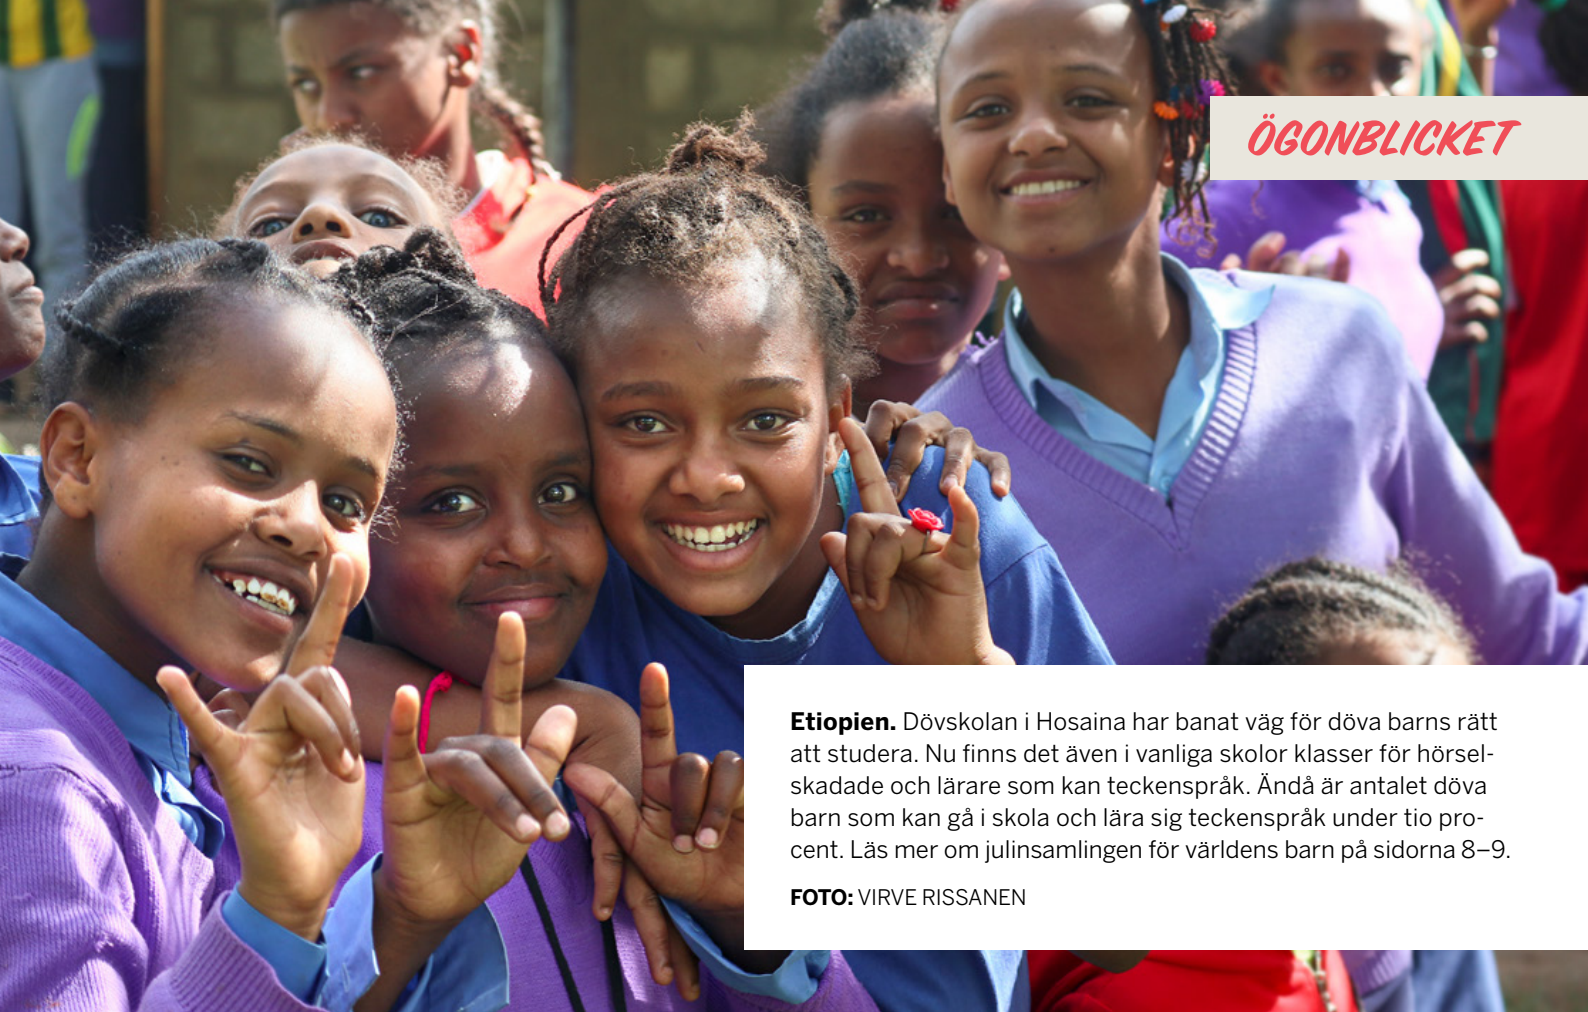 ÖGONBLICKET
Etiopien. Dövskolan i Hosaina har banat väg för döva barns rätt
att studera. Nu finns det även i vanliga skolor klasser för hörsel-
skadade och lärare som kan teckenspråk. Ändå är antalet döva
barn som kan gå i skola och lära sig teckenspråk under tio pro-
cent. Läs mer om julinsamlingen för världens barn på sidorna 8–9.
FOTO: VIRVE RISSANEN